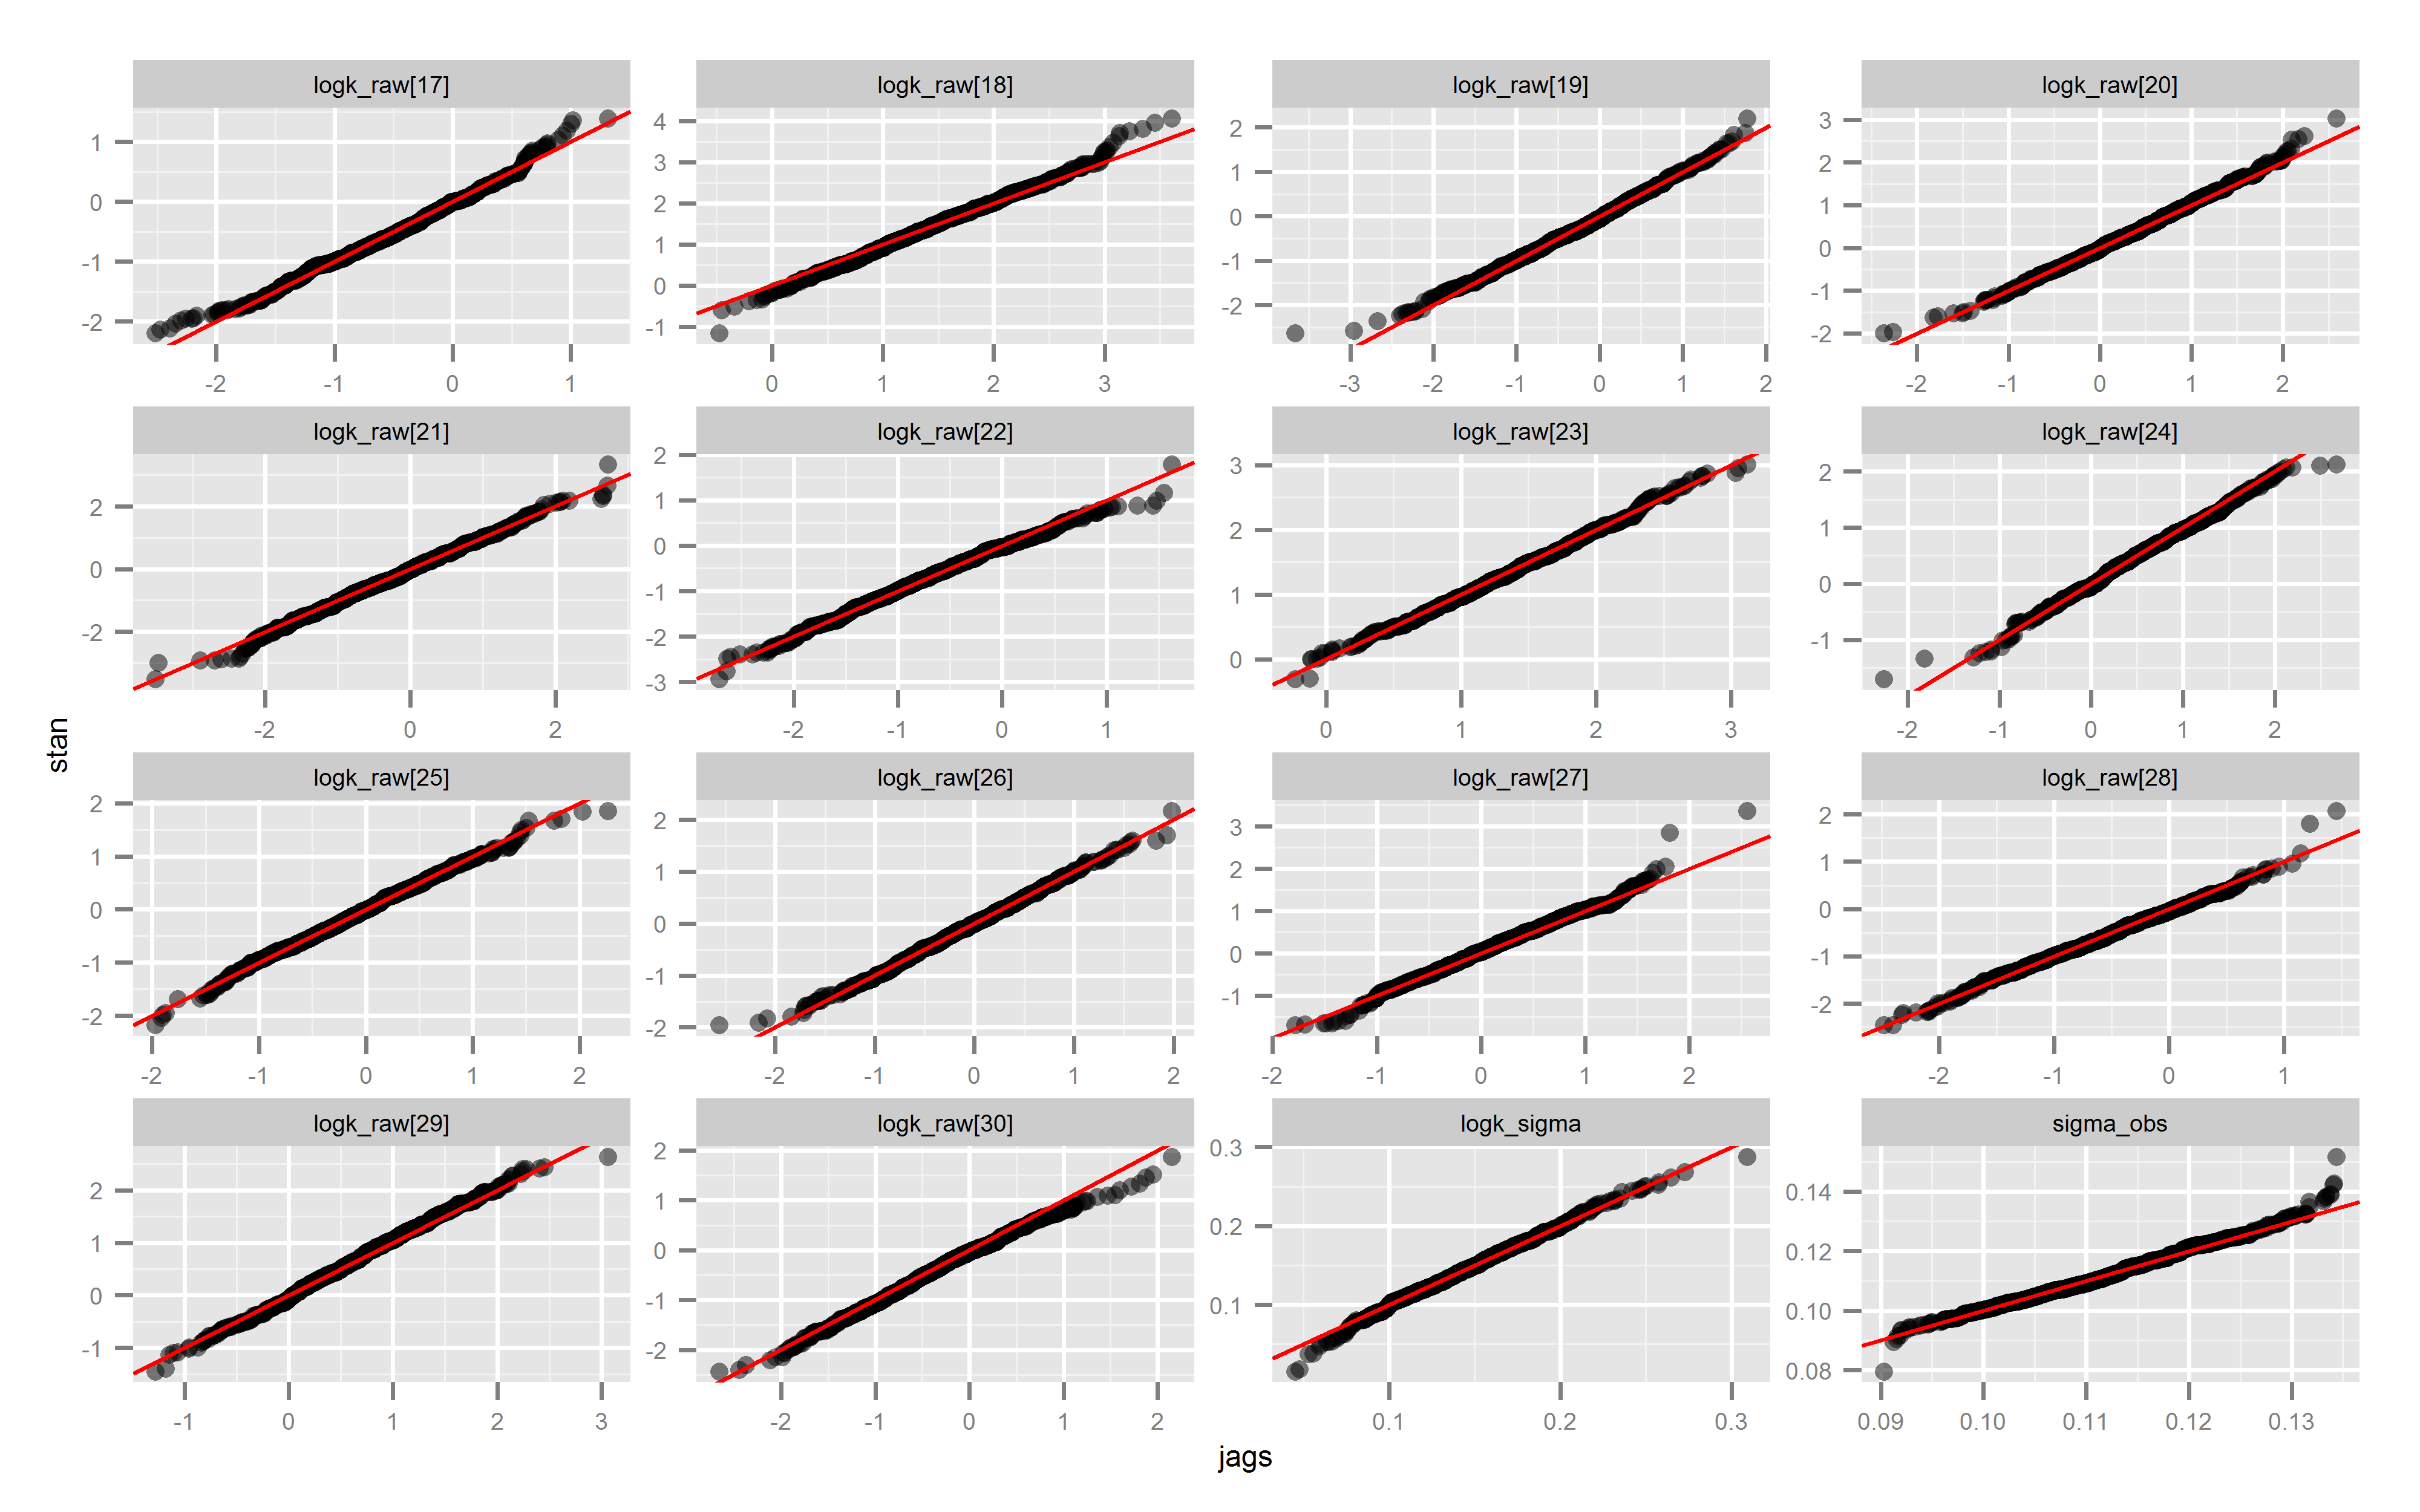 logk_raw[17] logk_raw[18] logk_raw[19] logk_raw[20]
1 0 -1 -2
4 3 2 1 0 -1
2 1 0 -1 -2
3 2 1 0 -1 -2
-2 -1 0 1
0 1 2 3
-3 -2 -1 0 1 2
-2 -1 0 1 2
logk_raw[21] logk_raw[22] logk_raw[23] logk_raw[24]
2 0 -2
2 1 0 -1 -2 -3
3 2 1 0
2 1 0 -1
-2 0 2
-2 -1 0 1
0 1 2 3
-2 -1 0 1 2
stan
logk_raw[25] logk_raw[26] logk_raw[27] logk_raw[28]
2 1 0 -1 -2
2 1 0 -1 -2
3 2 1 0 -1
2 1 0 -1 -2
-2 -1 0 1 2
-2 -1 0 1 2
-2 -1 0 1 2
-2 -1 0 1
logk_raw[29] logk_raw[30] logk_sigma sigma_obs
2 1 0 -1
2 1 0 -1 -2
0.3 0.2 0.1
0.14 0.12 0.10 0.08
-1 0 1 2 3
-2 -1 0 1 2
0.1 0.2 0.3
0.09 0.10 0.11 0.12 0.13
jags